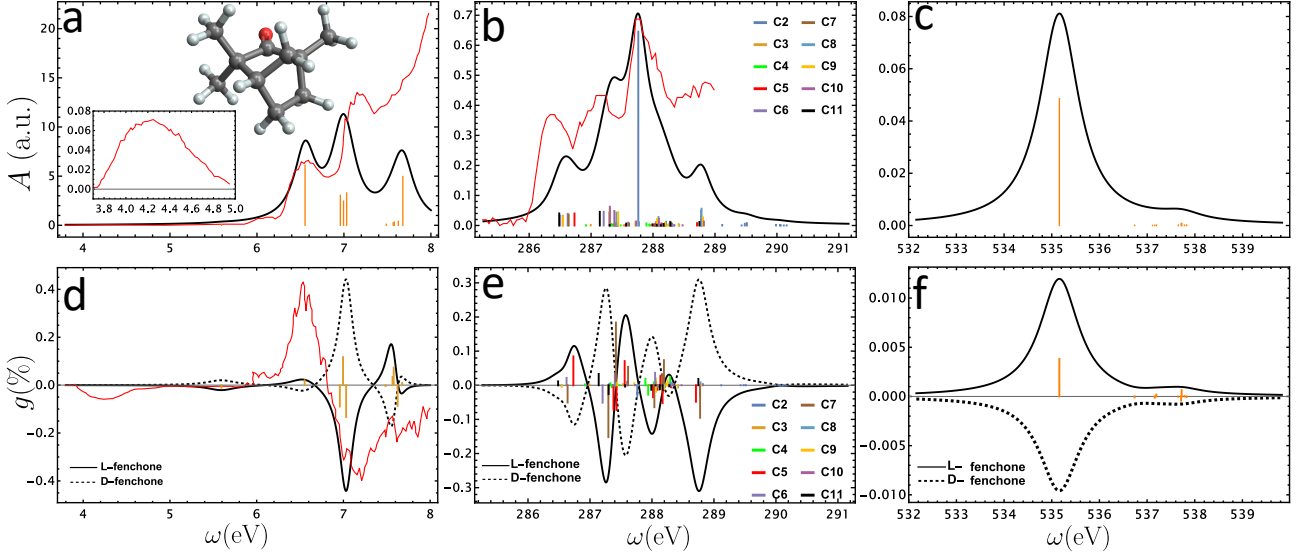 a
A (a.u.)
20
15
10
5
0
0.08
0.06
0.04
0.02
0.00
3.8 4.0 4.2 4.4 4.6 4.8 5.0
4 5 6 7 8
b
0.7
0.6
0.5
0.4
0.3
0.2
0.1
0.0
C2 C7
C3 C8
C4 C9
C5 C10
C6 C11
286 287 288 289 290 291
c
0.08
0.06
0.04
0.02
0.00
532 533 534 535 536 537 538 539
d
g(%)
0.4
0.2
0.0
−0.2
−0.4
L−fenchone
D−fenchone
4 5 6 7 8
ω(eV)
e
0.3
0.2
0.1
0.0
−0.1
−0.2
−0.3
L−fenchone
D−fenchone
C2 C7
C3 C8
C4 C9
C5 C10
C6 C11
286 287 288 289 290 291
ω(eV)
f
0.010
0.005
0.000
−0.005
−0.010
L− fenchone
D− fenchone
532 533 534 535 536 537 538 539
ω(eV)